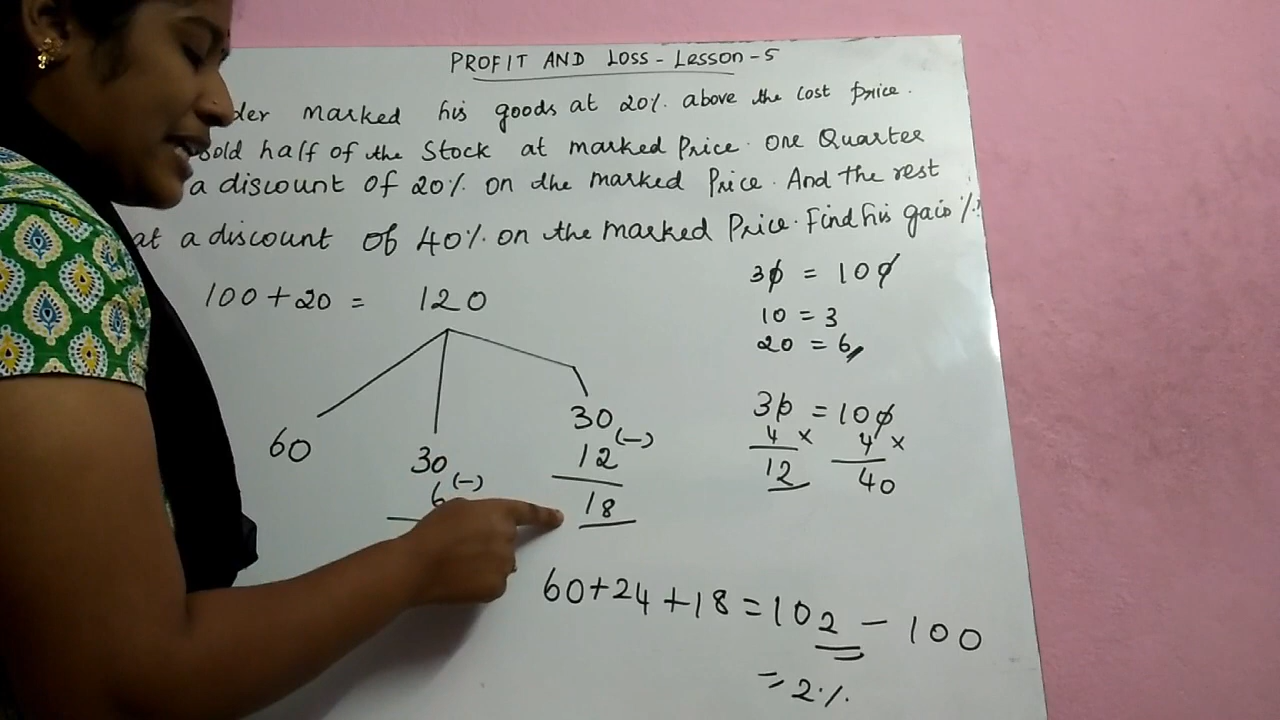 PROFIT AND LOSS - Lesson - 5
der marked his goods at 20% above the cost price.
sold half of the Stock at marked Price. One Quarter
a discount of 20% on the marked Price. And the rest
at a discount of 40% on the marked Price. Find his gain %?
100 + 20 = 120
30 = 100
10 = 3
20 = 6
60
30 (-)
6
30 (-)
12
18
30 = 100
4 × 4 ×
12 40
60+24+18 = 102 - 100
= 2%